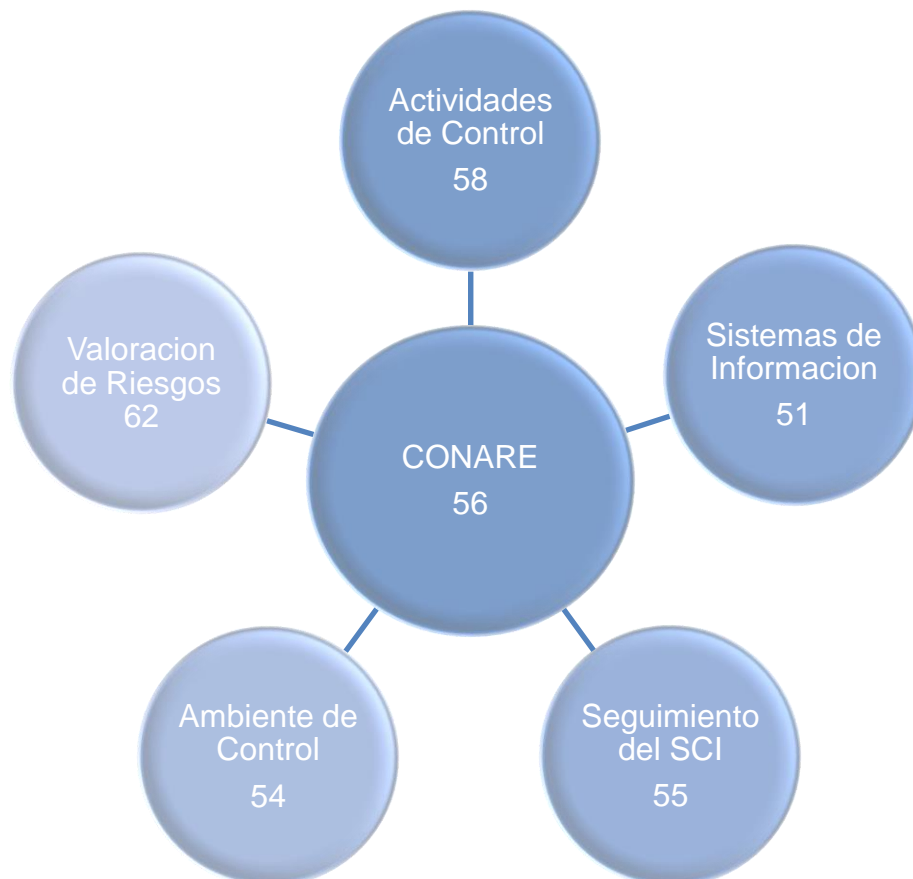 Actividades
de Control
58
Valoracion
de Riesgos
62
Sistemas de
Informacion
51
CONARE
56
Ambiente de
Control
54
Seguimiento
del SCI
55